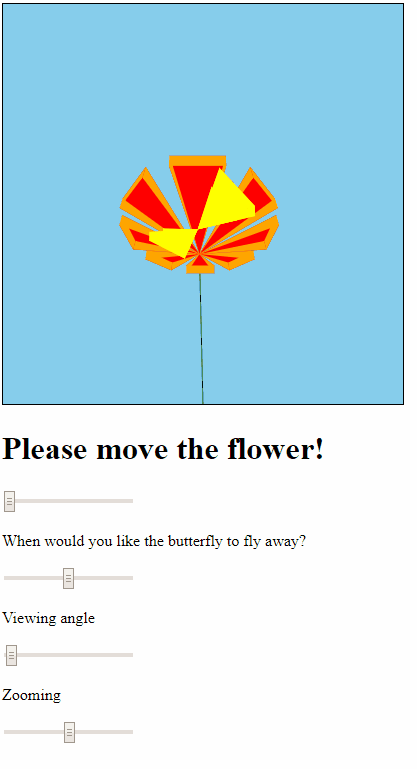 Please move the flower!
When would you like the butterfly to fly away?
Viewing angle
Zooming